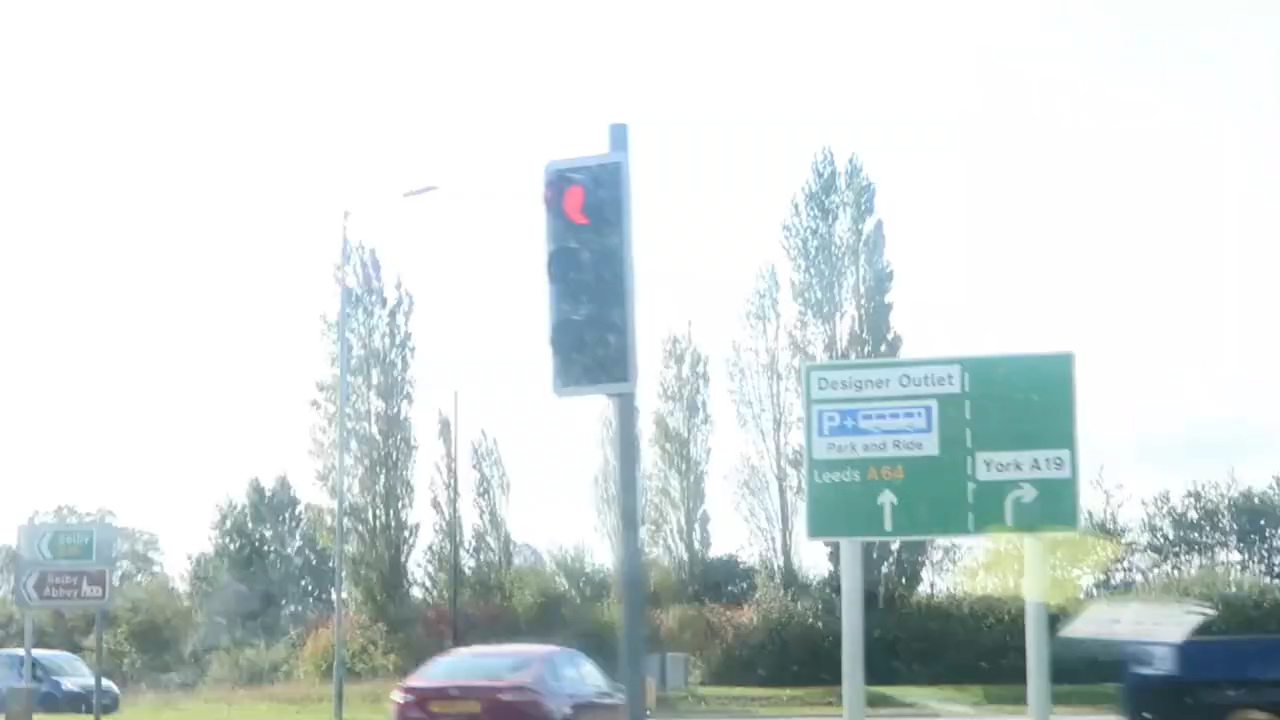 Designer Outlet
P+
Park and Ride
Leeds A64
York A19
Selby
Selby
Abbey